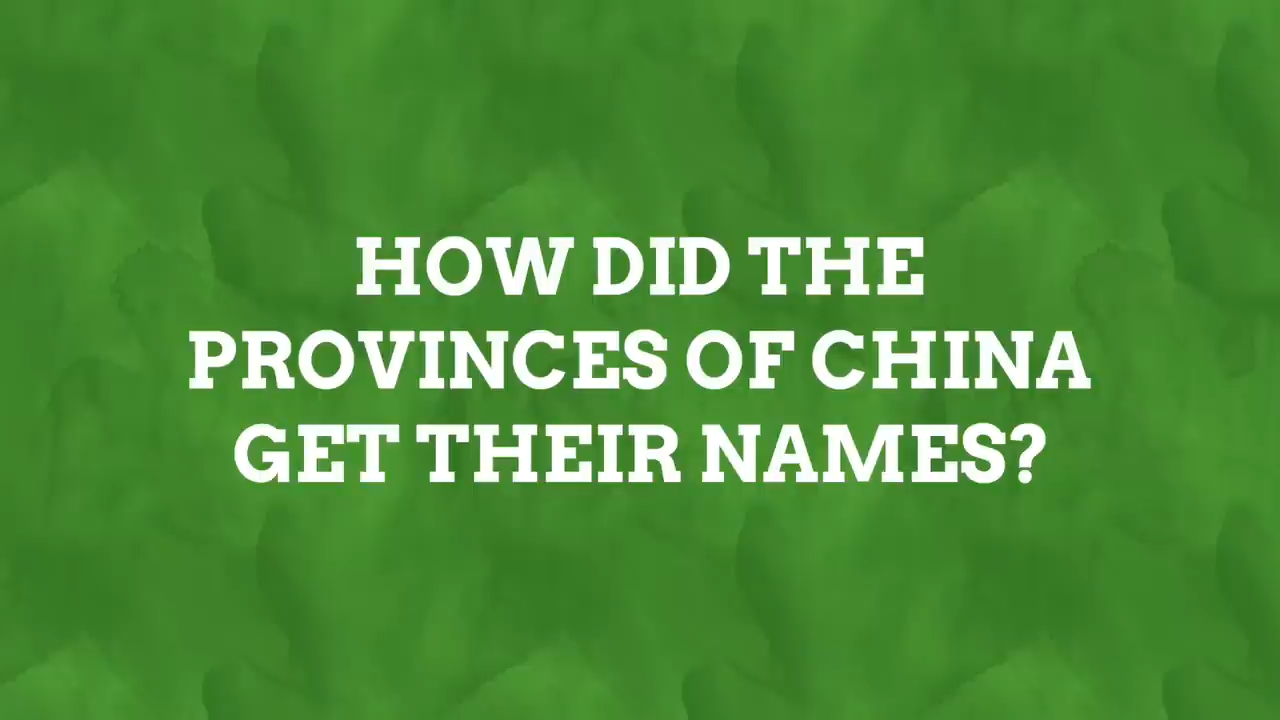 HOW DID THE
PROVINCES OF CHINA
GET THEIR NAMES?